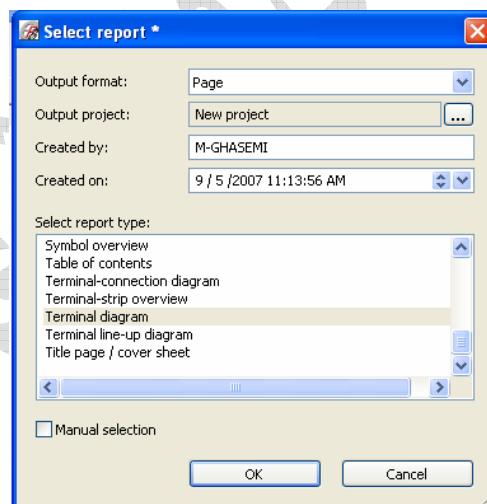 Select report *
Output format: Page
Output project: New project ...
Created by: M-GHASEMI
Created on: 9 / 5 /2007 11:13:56 AM
Select report type:
Symbol overview
Table of contents
Terminal-connection diagram
Terminal-strip overview
Terminal diagram
Terminal line-up diagram
Title page / cover sheet
Manual selection
OK Cancel